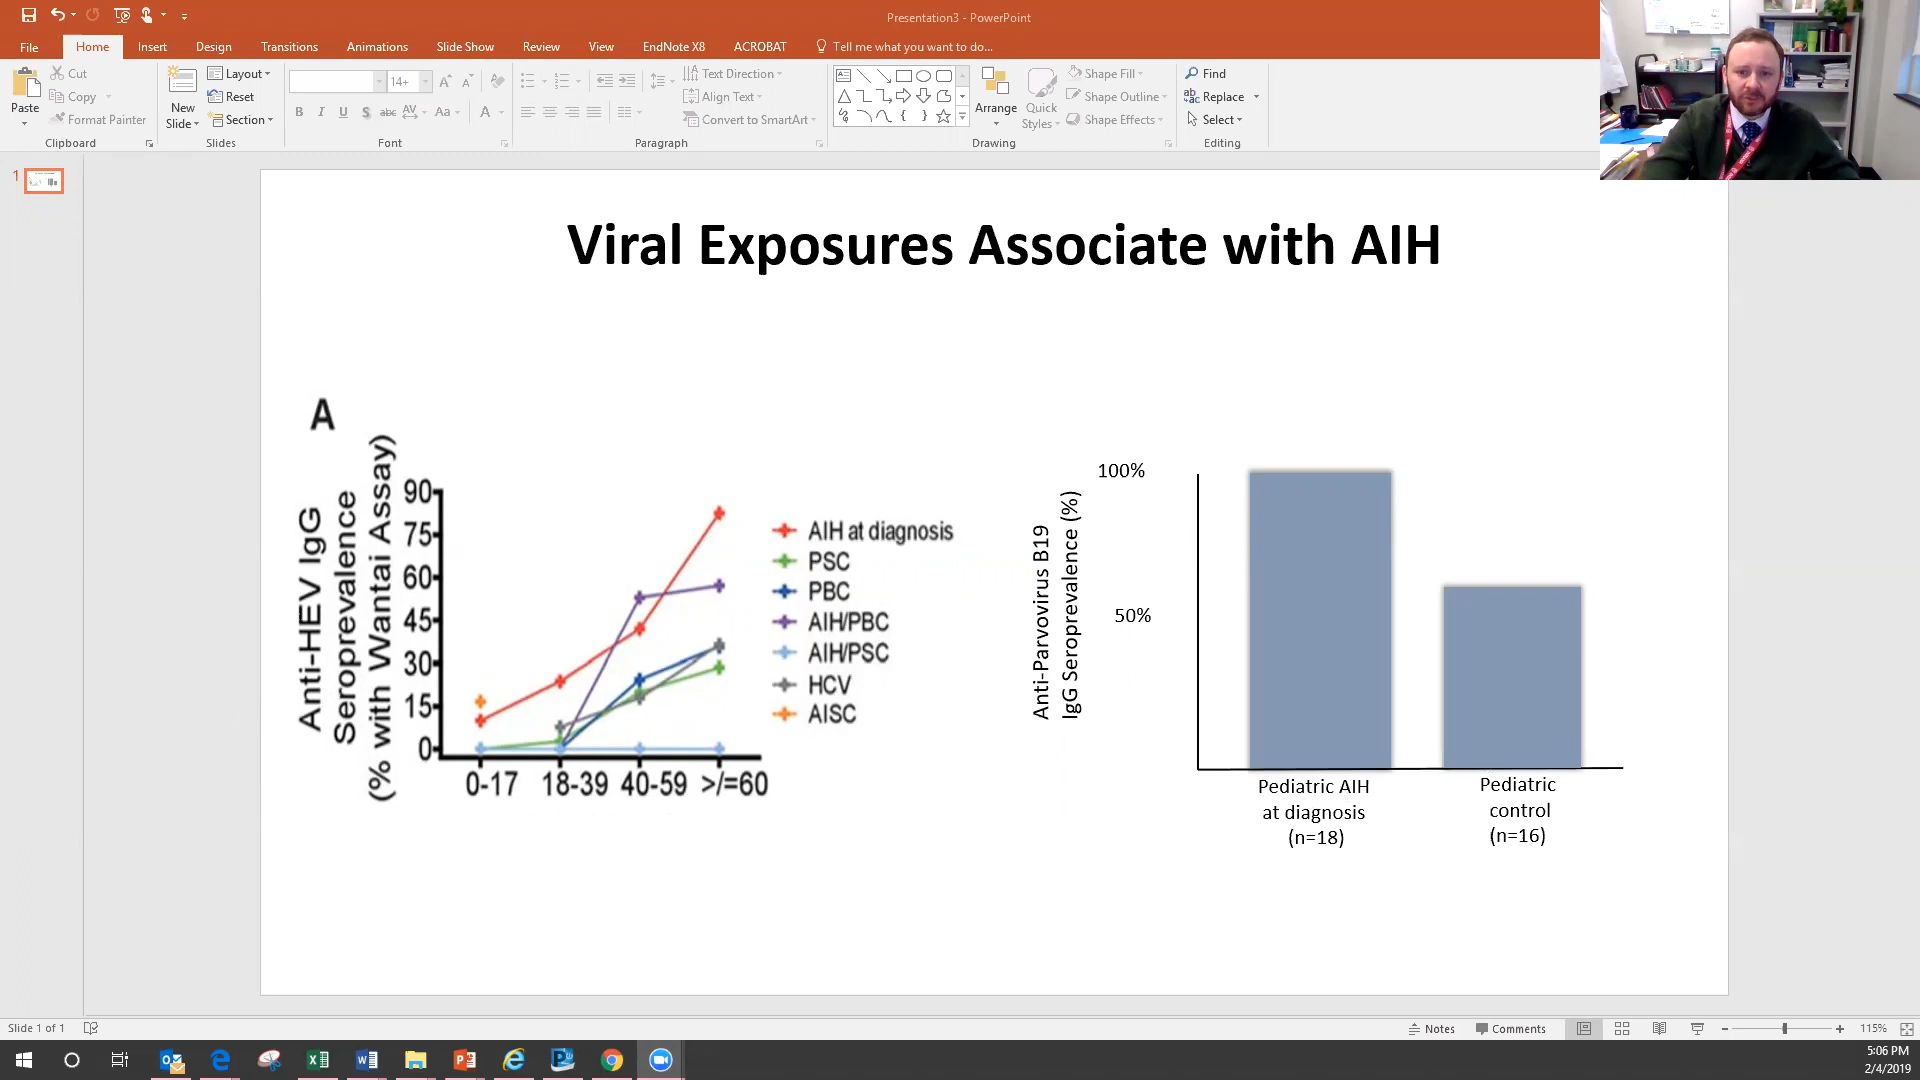 Presentation3 - PowerPoint
File Home Insert Design Transitions Animations Slide Show Review View EndNote X8 ACROBAT Tell me what you want to do...
Paste
Cut
Copy
Format Painter
Clipboard
New Slide
Layout
Reset
Section
Slides
14+
B I U S abc AV Aa A
Font
Text Direction
Align Text
Convert to SmartArt
Paragraph
Arrange
Quick Styles
Shape Fill
Shape Outline
Shape Effects
Drawing
Find
Replace
Select
Editing
1
Viral Exposures Associate with AIH
A
Anti-HEV IgG
Seroprevalence
(% with Wantai Assay)
90
75
60
45
30
15
0
0-17 18-39 40-59 >/=60
AIH at diagnosis
PSC
PBC
AIH/PBC
AIH/PSC
HCV
AISC
Anti-Parvovirus B19
IgG Seroprevalence (%)
100%
50%
Pediatric AIH
at diagnosis
(n=18)
Pediatric
control
(n=16)
Slide 1 of 1
Notes Comments 115%
5:06 PM
2/4/2019